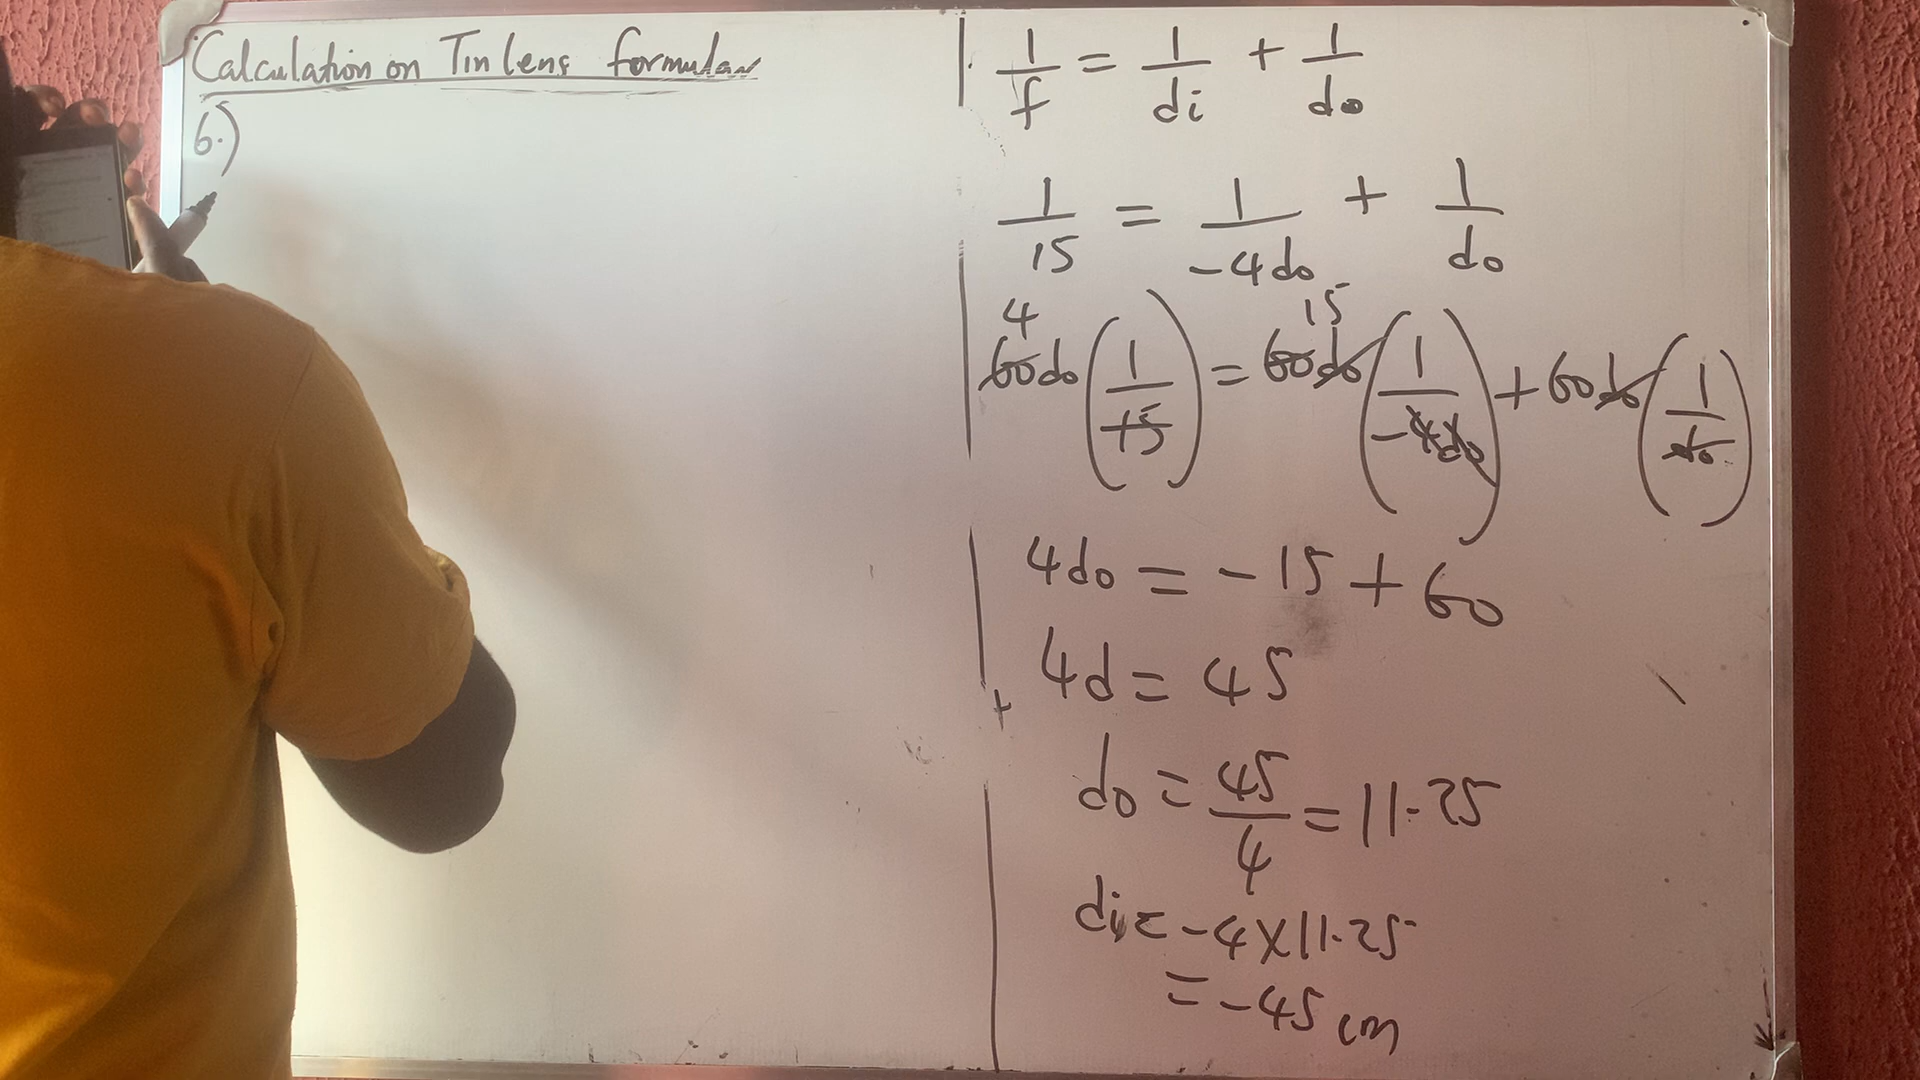 Calculation on Tin lens formular
6.)
1/f = 1/di + 1/do
1/15 = 1/-4do + 1/do
4 15
60do(1/15) = 60do(1/-4do) + 60do(1/do)
4do = -15 + 60
4d = 45
do = 45/4 = 11.25
di = -4 X 11.25
= -45 cm